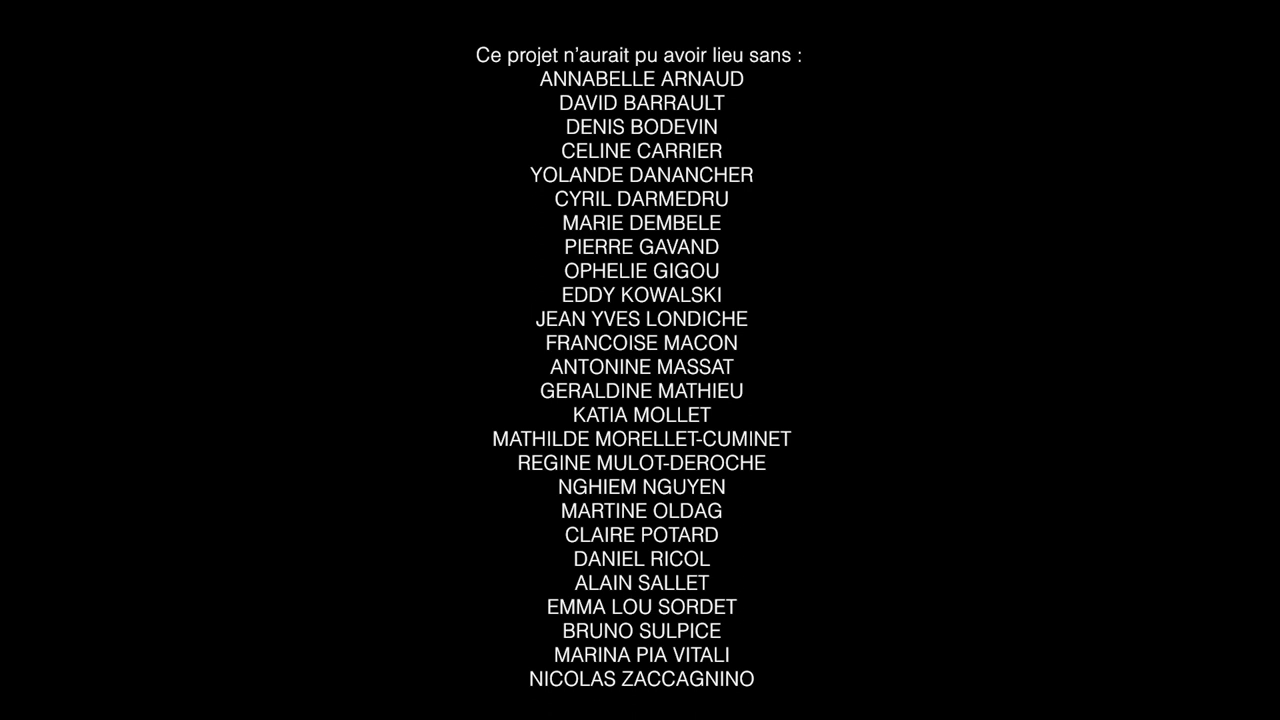 Ce projet n’aurait pu avoir lieu sans :
ANNABELLE ARNAUD
DAVID BARRAULT
DENIS BODEVIN
CELINE CARRIER
YOLANDE DANANCHER
CYRIL DARMEDRU
MARIE DEMBELE
PIERRE GAVAND
OPHELIE GIGOU
EDDY KOWALSKI
JEAN YVES LONDICHE
FRANCOISE MACON
ANTONINE MASSAT
GERALDINE MATHIEU
KATIA MOLLET
MATHILDE MORELLET-CUMINET
REGINE MULOT-DEROCHE
NGHIEM NGUYEN
MARTINE OLDAG
CLAIRE POTARD
DANIEL RICOL
ALAIN SALLET
EMMA LOU SORDET
BRUNO SULPICE
MARINA PIA VITALI
NICOLAS ZACCAGNINO